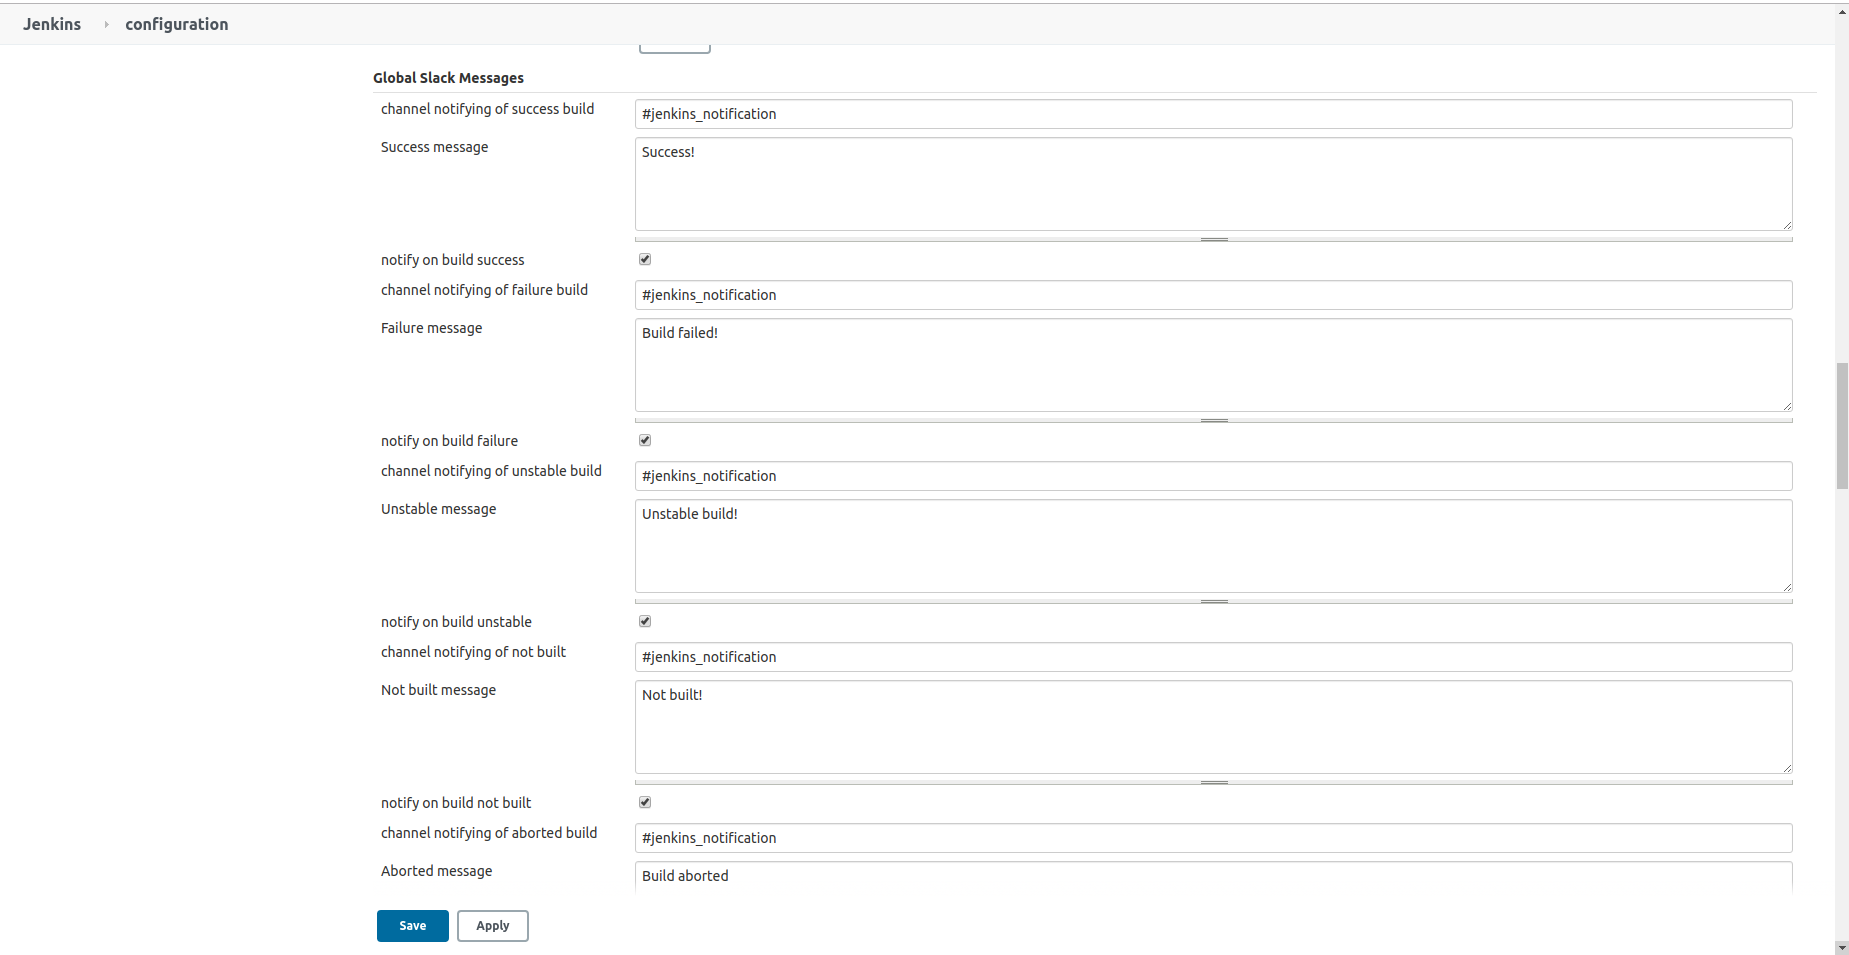 Jenkins configuration
Global Slack Messages
channel notifying of success build #jenkins_notification
Success message Success!
notify on build success
channel notifying of failure build #jenkins_notification
Failure message Build failed!
notify on build failure
channel notifying of unstable build #jenkins_notification
Unstable message Unstable build!
notify on build unstable
channel notifying of not built #jenkins_notification
Not built message Not built!
notify on build not built
channel notifying of aborted build #jenkins_notification
Aborted message Build aborted
Save Apply